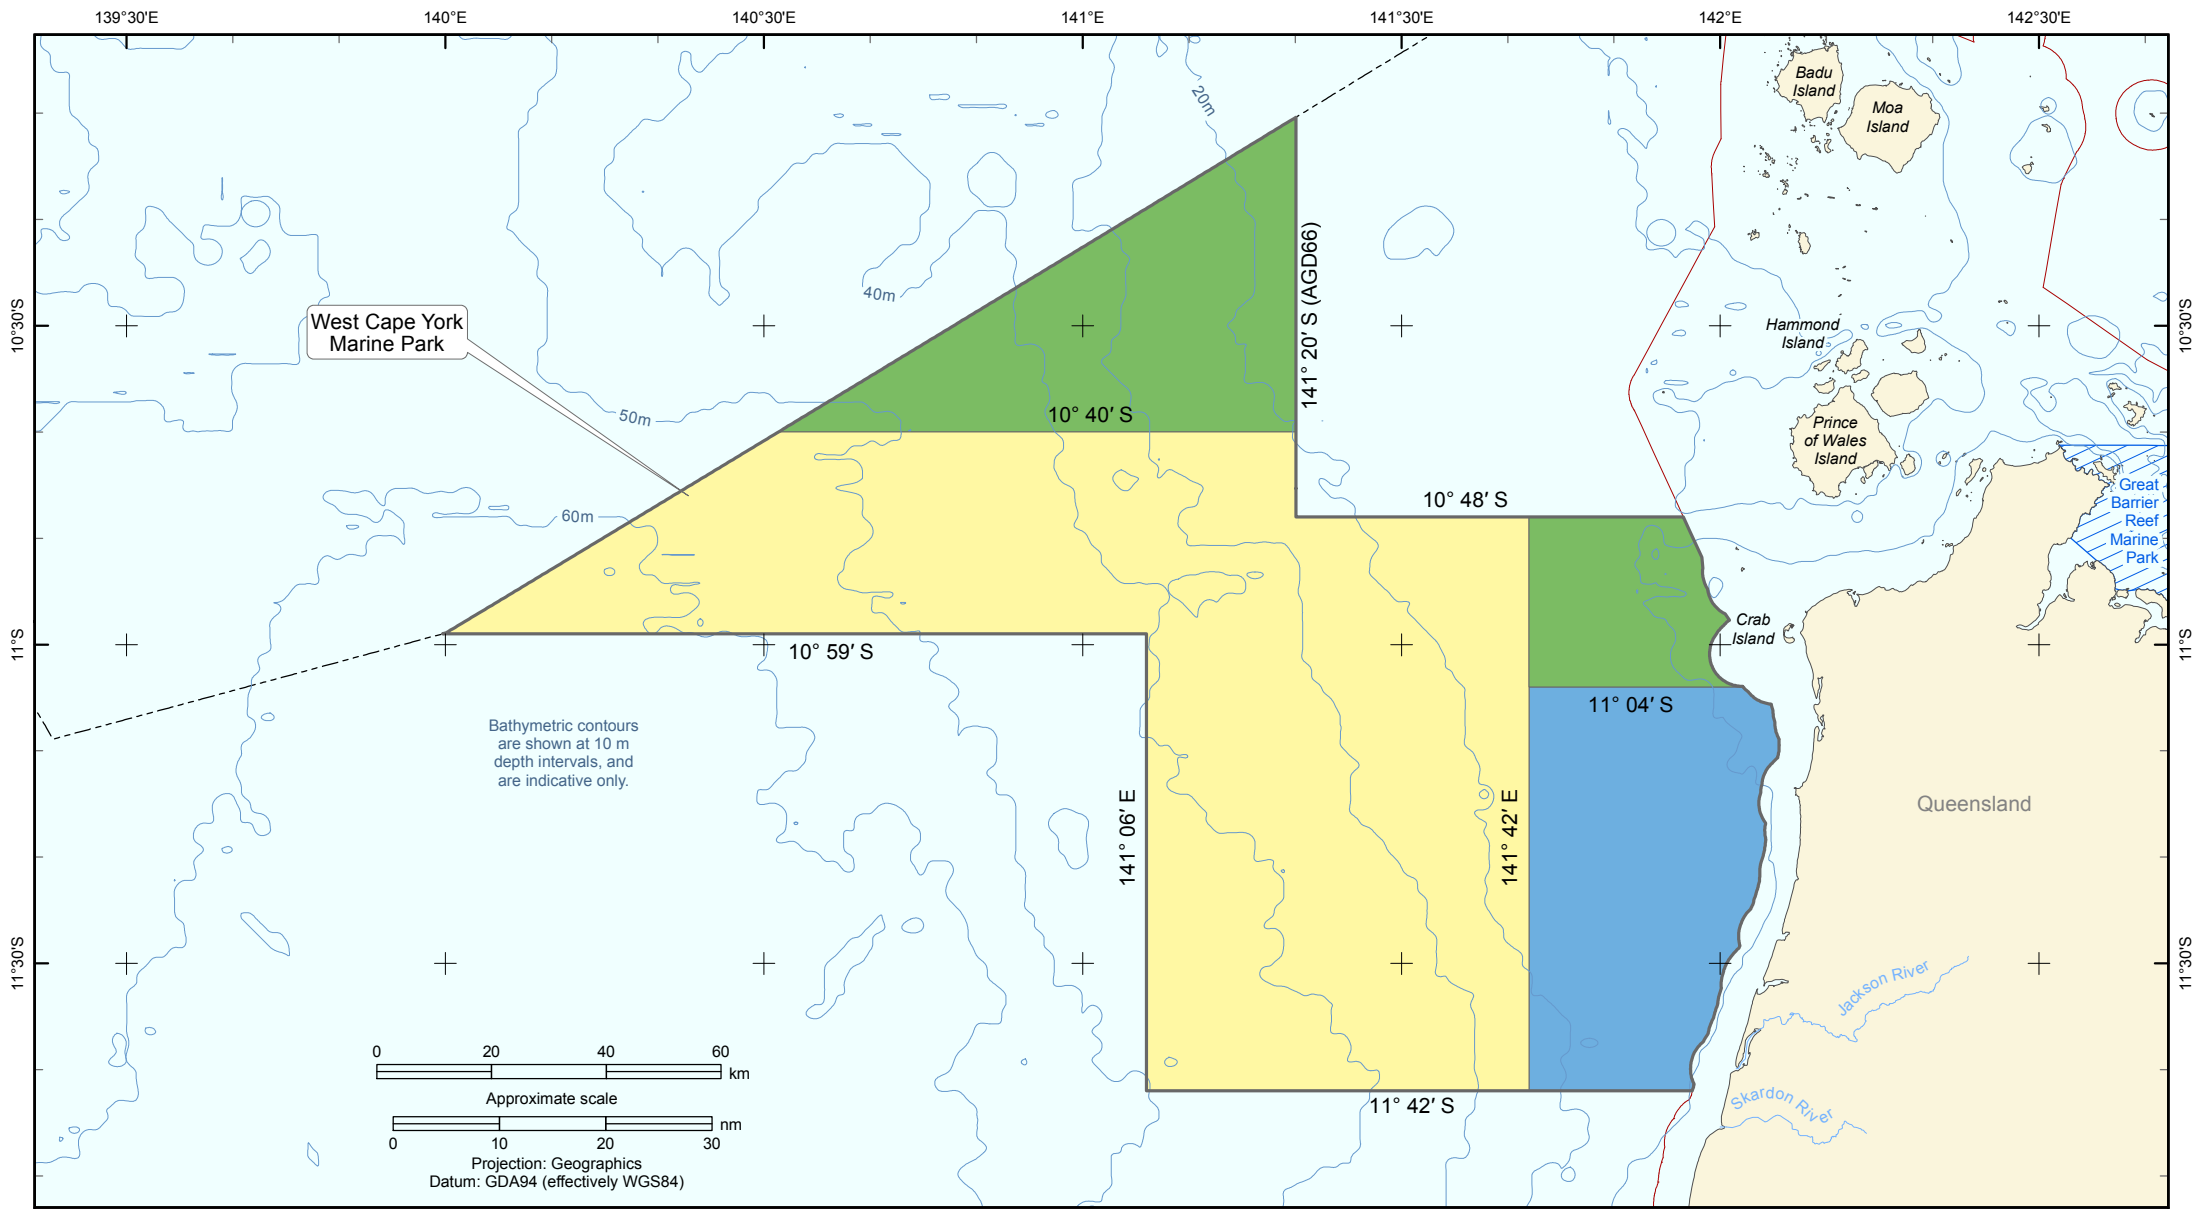 139°30'E
140°E
140°30'E
141°E
141°30'E
142°E
142°30'E
10°30'S
11°S
11°30'S
10°30'S
11°S
11°30'S
Badu
Island
Moa
Island
20m
40m
50m
60m
West Cape York
Marine Park
141° 20′ S (AGD66)
10° 40′ S
10° 48′ S
Hammond
Island
Prince
of Wales
Island
Great
Barrier
Reef
Marine
Park
Crab
Island
10° 59′ S
11° 04′ S
Bathymetric contours
are shown at 10 m
depth intervals, and
are indicative only.
141° 06′ E
141° 42′ E
Queensland
Jackson River
Skardon River
11° 42′ S
0 20 40 60
km
Approximate scale
nm
0 10 20 30
Projection: Geographics
Datum: GDA94 (effectively WGS84)